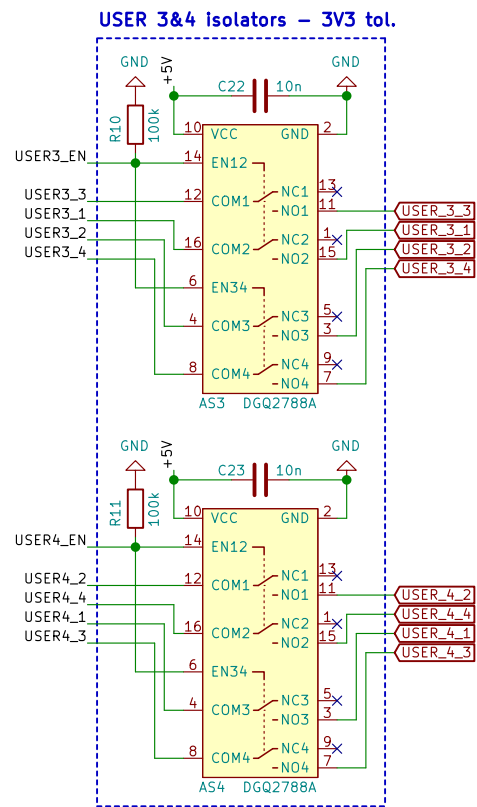 USER 3&4 isolators – 3V3 tol.
GND
+5V
C22
10n
GND
R10
100k
10
VCC
GND
2
USER3_EN
14
EN12
NC1
13
USER3_3
12
COM1
NO1
11
USER_3_3
USER3_1
USER_3_1
USER3_2
NC2
1
USER_3_2
16
COM2
NO2
15
USER3_4
USER_3_4
6
EN34
NC3
5
4
COM3
NO3
3
NC4
9
8
COM4
NO4
7
AS3
DGQ2788A
GND
+5V
C23
10n
GND
R11
100k
10
VCC
GND
2
USER4_EN
14
EN12
NC1
13
USER4_2
12
COM1
NO1
11
USER_4_2
USER4_4
USER_4_4
USER4_1
NC2
1
USER_4_1
16
COM2
NO2
15
USER4_3
USER_4_3
6
EN34
NC3
5
4
COM3
NO3
3
NC4
9
8
COM4
NO4
7
AS4
DGQ2788A